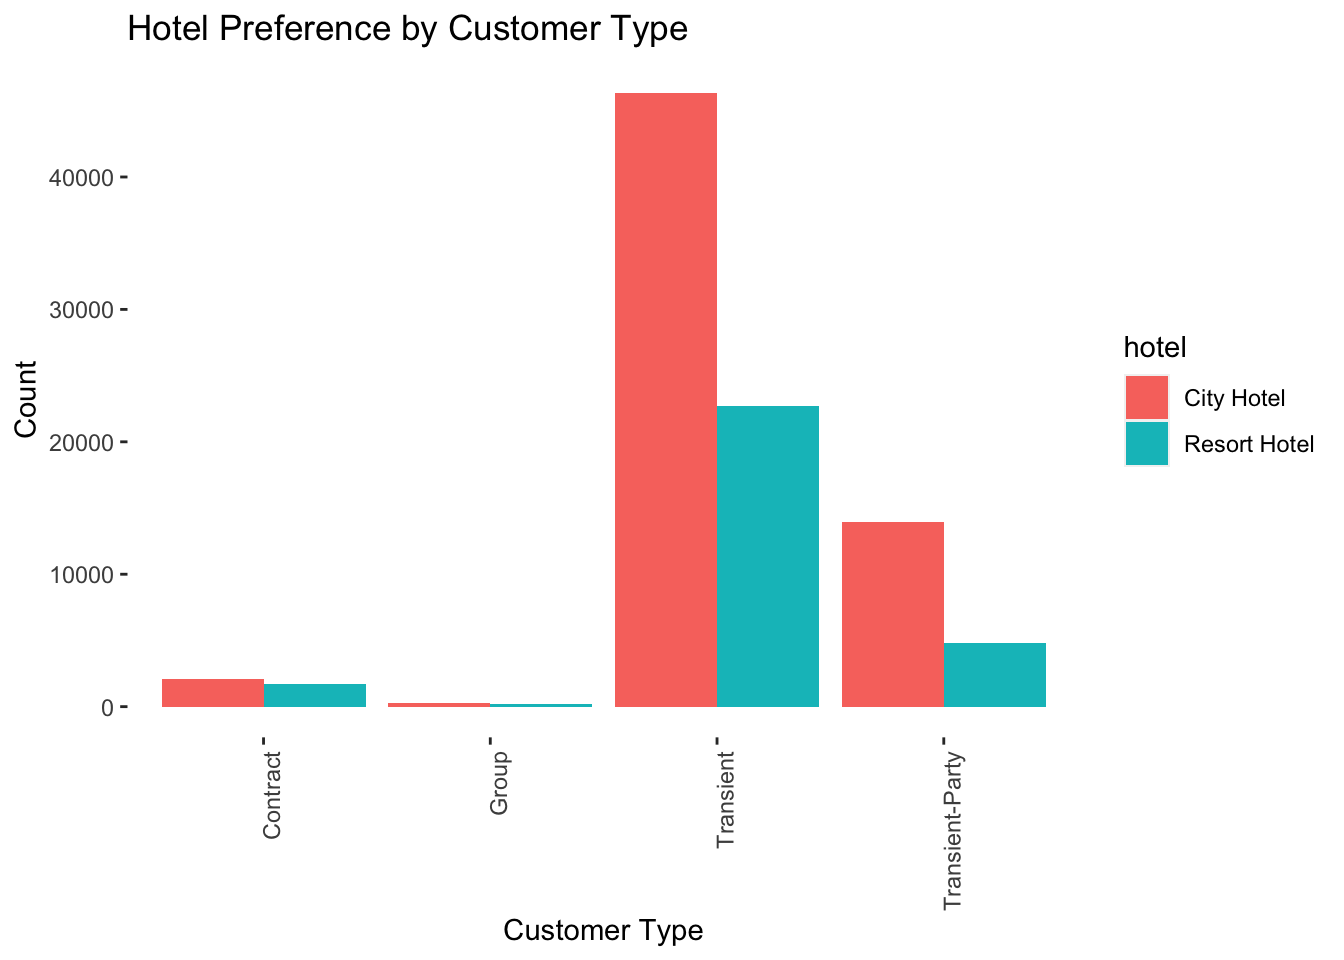 Hotel Preference by Customer Type
Count
40000
30000
20000
10000
0
Contract
Group
Transient
Transient-Party
Customer Type
hotel
City Hotel
Resort Hotel